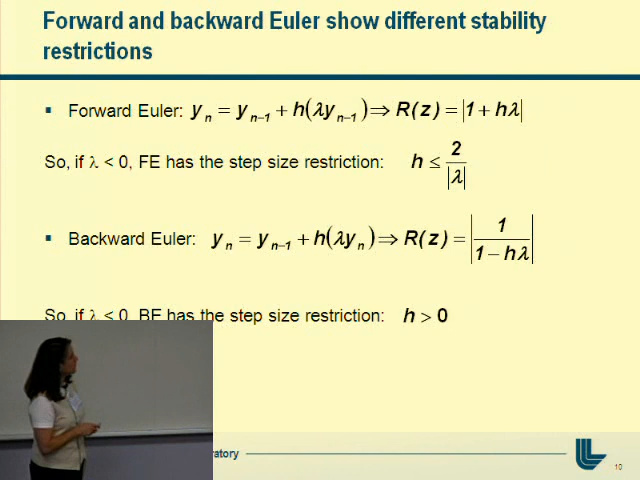 Forward and backward Euler show different stability
restrictions
▪ Forward Euler: y_n = y_{n−1} + h(λy_{n−1}) ⇒ R(z) = |1 + hλ|
So, if λ < 0, FE has the step size restriction: h ≤ 2/|λ|
▪ Backward Euler: y_n = y_{n−1} + h(λy_n) ⇒ R(z) = |1/(1 − hλ)|
So, if λ < 0, BE has the step size restriction: h > 0
oratory
10